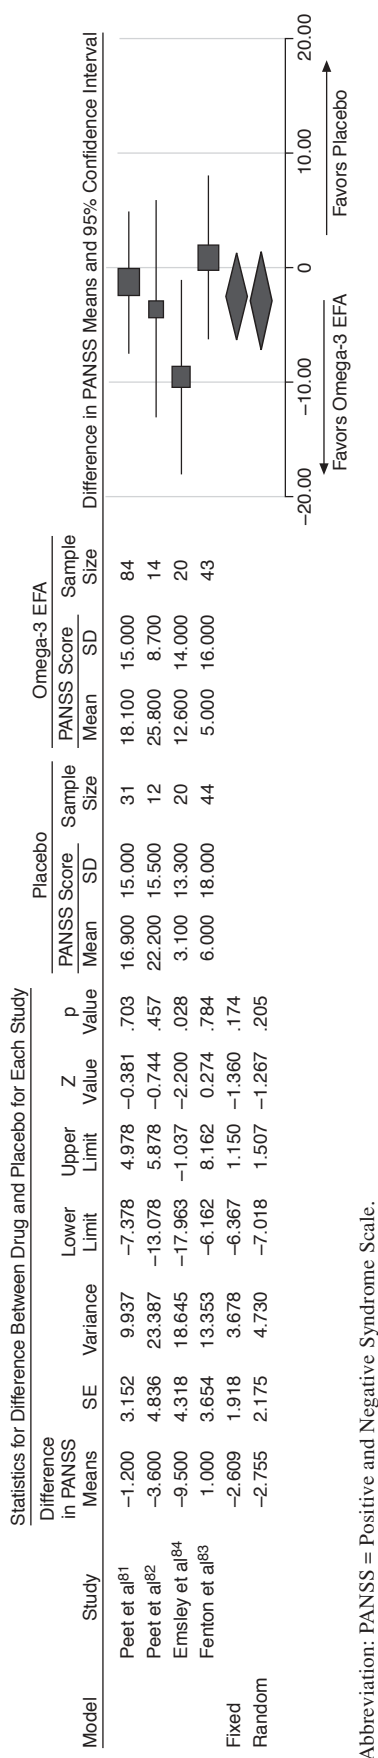 Statistics for Difference Between Drug and Placebo for Each Study Placebo Omega-3 EFA
Difference in PANSS Means and 95% Confidence Interval
Model Study Difference in PANSS Means SE Variance Lower Limit Upper Limit Z Value p Value PANSS Score Mean SD Sample Size PANSS Score Mean SD Sample Size
Peet et al81 −1.200 3.152 9.937 −7.378 4.978 −0.381 .703 16.900 15.000 31 18.100 15.000 84
Peet et al82 −3.600 4.836 23.387 −13.078 5.878 −0.744 .457 22.200 15.500 12 25.800 8.700 14
Emsley et al84 −9.500 4.318 18.645 −17.963 −1.037 −2.200 .028 3.100 13.300 20 12.600 14.000 20
Fenton et al83 1.000 3.654 13.353 −6.162 8.162 0.274 .784 6.000 18.000 44 5.000 16.000 43
Fixed −2.609 1.918 3.678 −6.367 1.150 −1.360 .174
Random −2.755 2.175 4.730 −7.018 1.507 −1.267 .205
−20.00 −10.00 0 10.00 20.00
Favors Omega-3 EFA Favors Placebo
Abbreviation: PANSS = Positive and Negative Syndrome Scale.